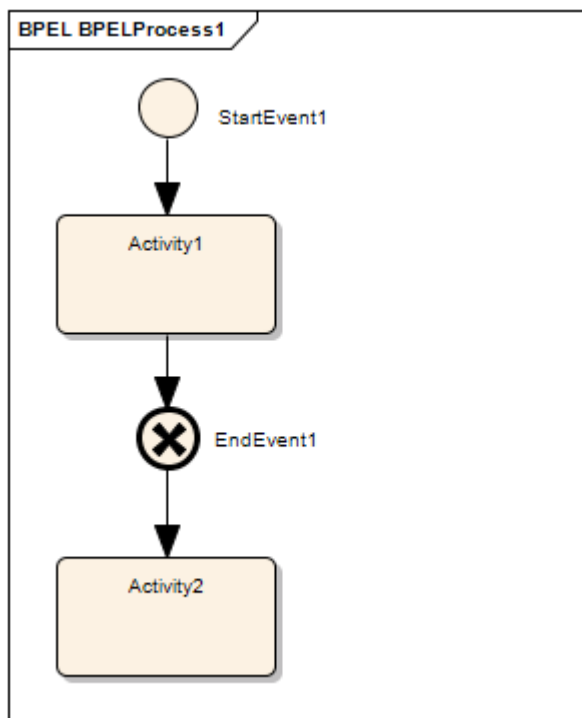 BPEL BPELProcess1
StartEvent1
Activity1
EndEvent1
Activity2